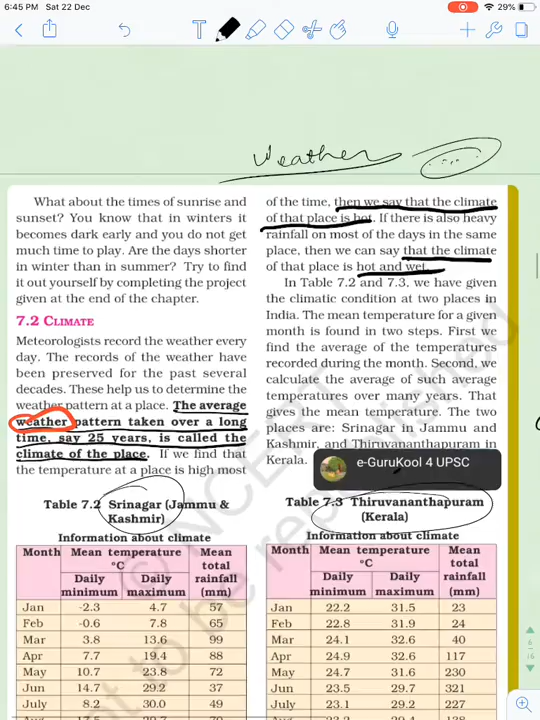 6:45 PM Sat 22 Dec
29%
T
Weather
What about the times of sunrise and
sunset? You know that in winters it
becomes dark early and you do not get
much time to play. Are the days shorter
in winter than in summer? Try to find
it out yourself by completing the project
given at the end of the chapter.
7.2 CLIMATE
Meteorologists record the weather every
day. The records of the weather have
been preserved for the past several
decades. These help us to determine the
weather pattern at a place. The average
weather pattern taken over a long
time, say 25 years, is called the
climate of the place. If we find that
the temperature at a place is high most
of the time, then we say that the climate
of that place is hot. If there is also heavy
rainfall on most of the days in the same
place, then we can say that the climate
of that place is hot and wet.
In Table 7.2 and 7.3, we have given
the climatic condition at two places in
India. The mean temperature for a given
month is found in two steps. First we
find the average of the temperatures
recorded during the month. Second, we
calculate the average of such average
temperatures over many years. That
gives the mean temperature. The two
places are: Srinagar in Jammu and
Kashmir, and Thiruvananthapuram in
Kerala.
e-GuruKool 4 UPSC
Table 7.2 Srinagar (Jammu &
Kashmir)
Information about climate
Month Mean temperature Mean
°C total
Daily Daily rainfall
minimum maximum (mm)
Jan -2.3 4.7 57
Feb -0.6 7.8 65
Mar 3.8 13.6 99
Apr 7.7 19.4 88
May 10.7 23.8 72
Jun 14.7 29.2 37
July 8.2 30.0 49
Table 7.3 Thiruvananthapuram
(Kerala)
Information about climate
Month Mean temperature Mean
°C total
Daily Daily rainfall
minimum maximum (mm)
Jan 22.2 31.5 23
Feb 22.8 31.9 24
Mar 24.1 32.6 40
Apr 24.9 32.6 117
May 24.7 31.6 230
Jun 23.5 29.7 321
July 23.1 29.2 227
© NCERT
not to be republished